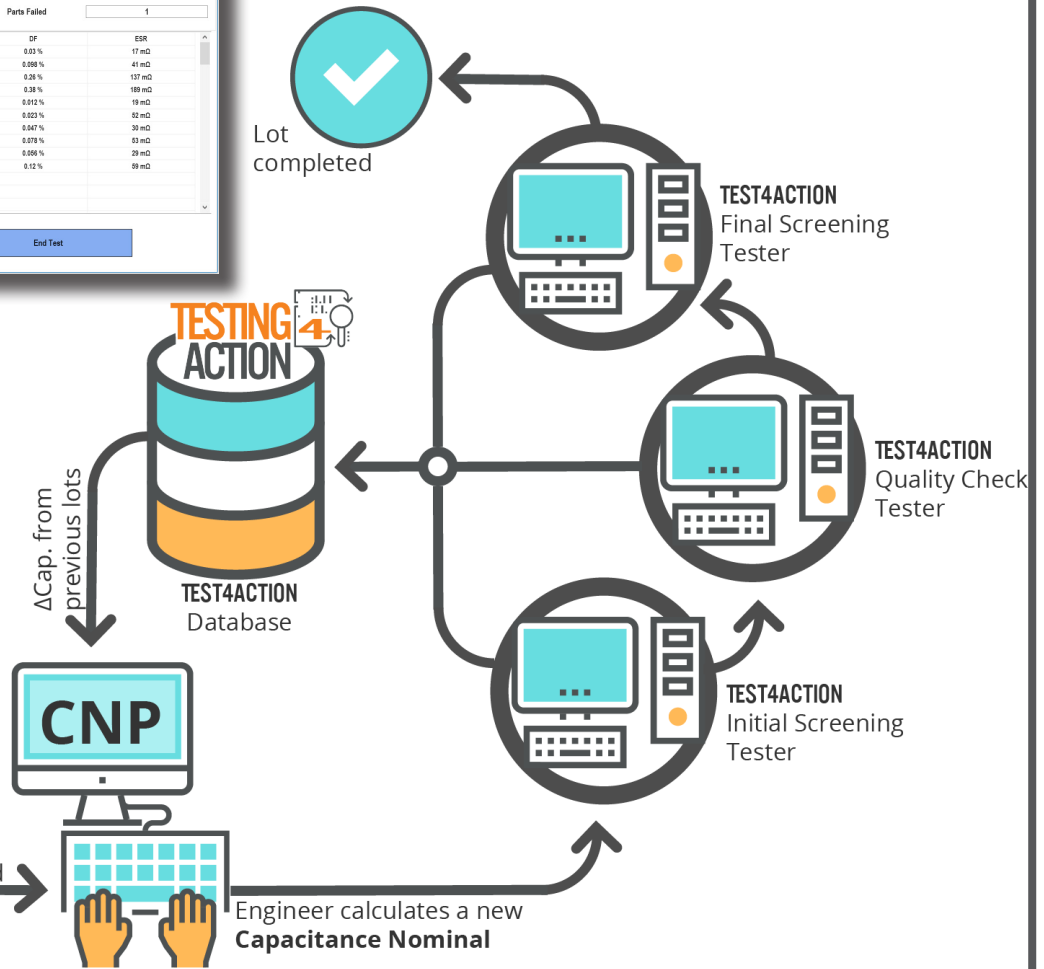 Parts Failed 1
DF ESR
0.03 % 17 mΩ
0.098 % 41 mΩ
0.26 % 137 mΩ
0.38 % 189 mΩ
0.012 % 19 mΩ
0.023 % 52 mΩ
0.047 % 30 mΩ
0.078 % 53 mΩ
0.056 % 29 mΩ
0.12 % 59 mΩ
End Test
Lot
completed
TEST4ACTION
Final Screening
Tester
TESTING
4
ACTION
TEST4ACTION
Quality Check
Tester
ΔCap. from
previous lots
TEST4ACTION
Database
TEST4ACTION
Initial Screening
Tester
CNP
Engineer calculates a new
Capacitance Nominal